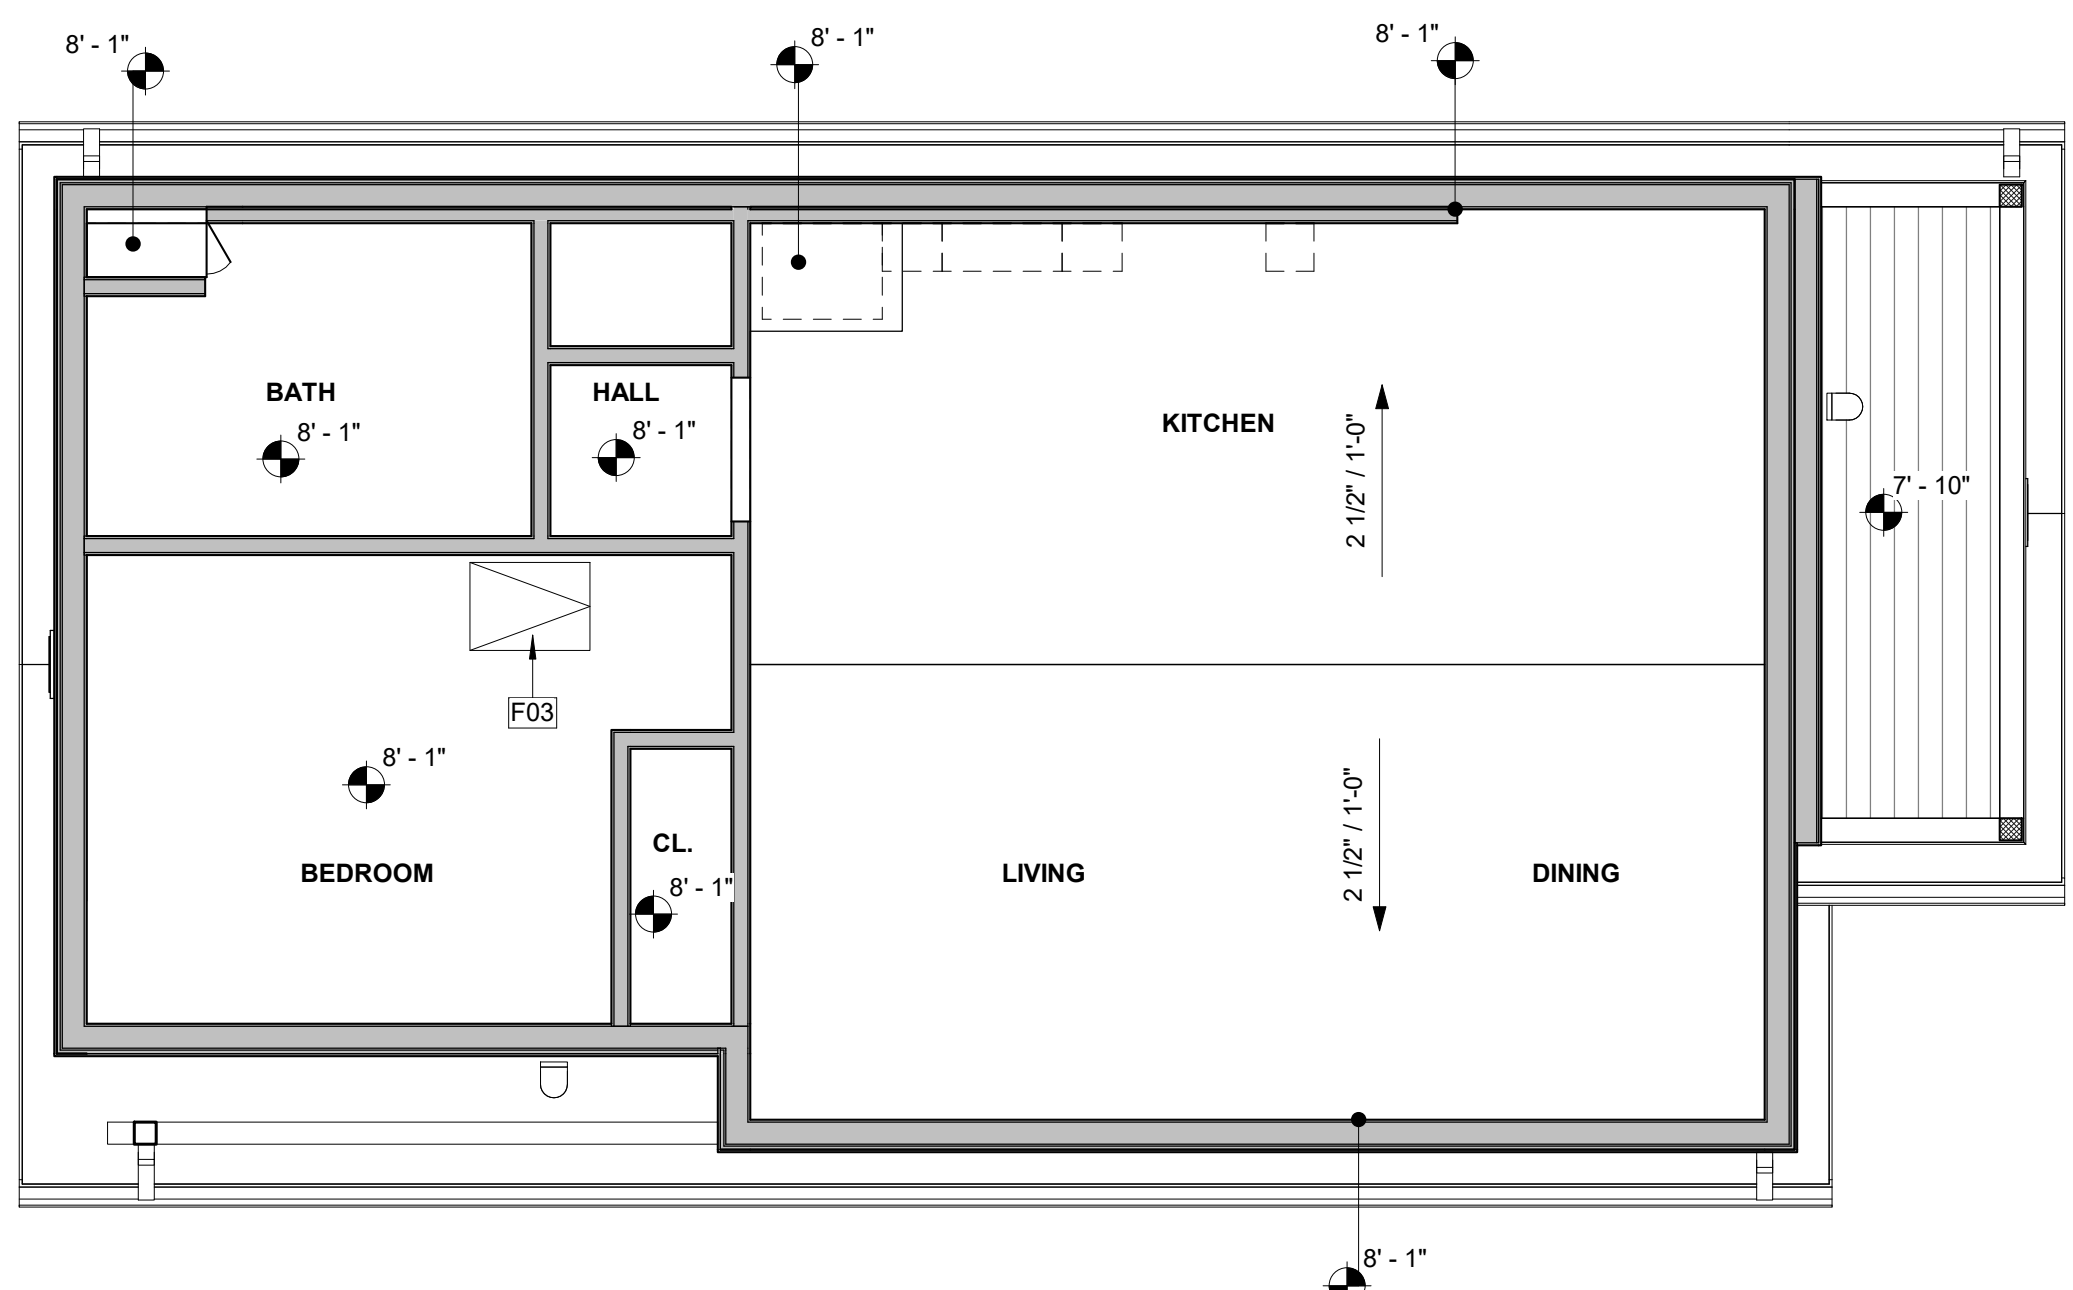 8' - 1"
8' - 1"
8' - 1"
BATH
8' - 1"
HALL
8' - 1"
KITCHEN
2 1/2" / 1'-0"
7' - 10"
F03
8' - 1"
BEDROOM
CL.
8' - 1"
LIVING
2 1/2" / 1'-0"
DINING
8' - 1"